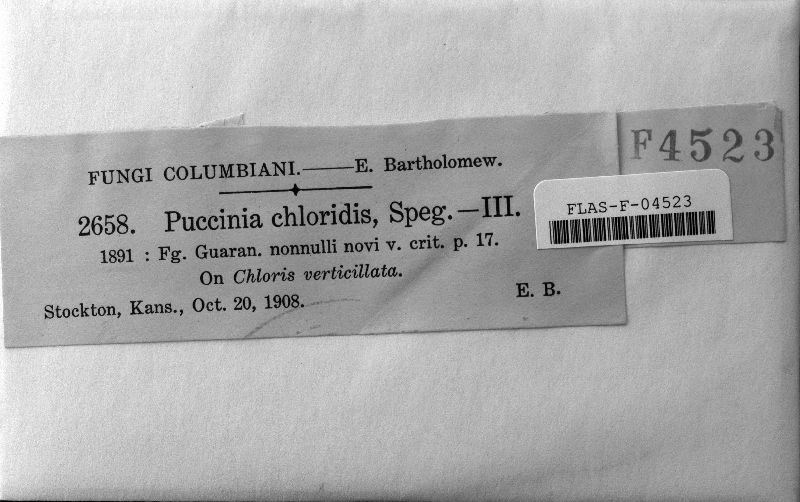 FUNGI COLUMBIANI.——E. Bartholomew.
2658. Puccinia chloridis, Speg.—III.
1891 : Fg. Guaran. nonnulli novi v. crit. p. 17.
On Chloris verticillata.
Stockton, Kans., Oct. 20, 1908.
E. B.
F4523
FLAS-F-04523